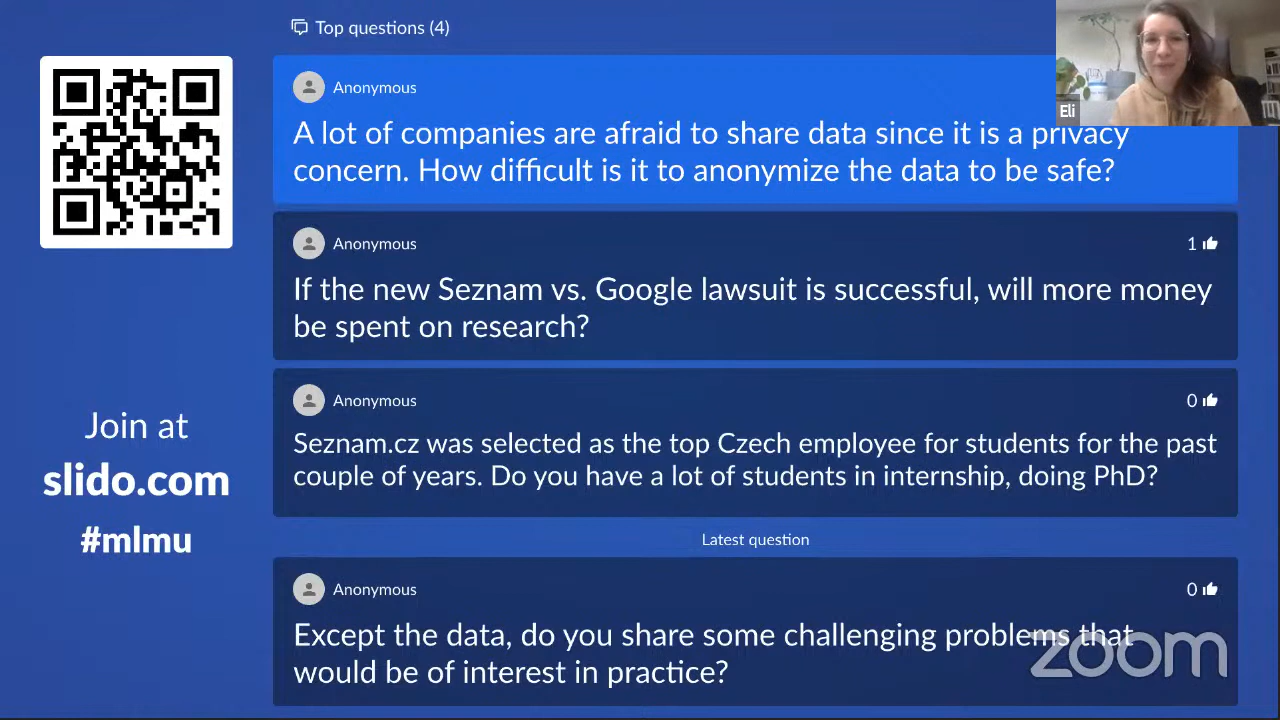 Top questions (4)
Anonymous
A lot of companies are afraid to share data since it is a privacy
concern. How difficult is it to anonymize the data to be safe?
Eli
Anonymous
1
If the new Seznam vs. Google lawsuit is successful, will more money
be spent on research?
Anonymous
0
Seznam.cz was selected as the top Czech employee for students for the past
couple of years. Do you have a lot of students in internship, doing PhD?
Join at
slido.com
#mlmu
Latest question
Anonymous
0
Except the data, do you share some challenging problems that
would be of interest in practice?
zoom